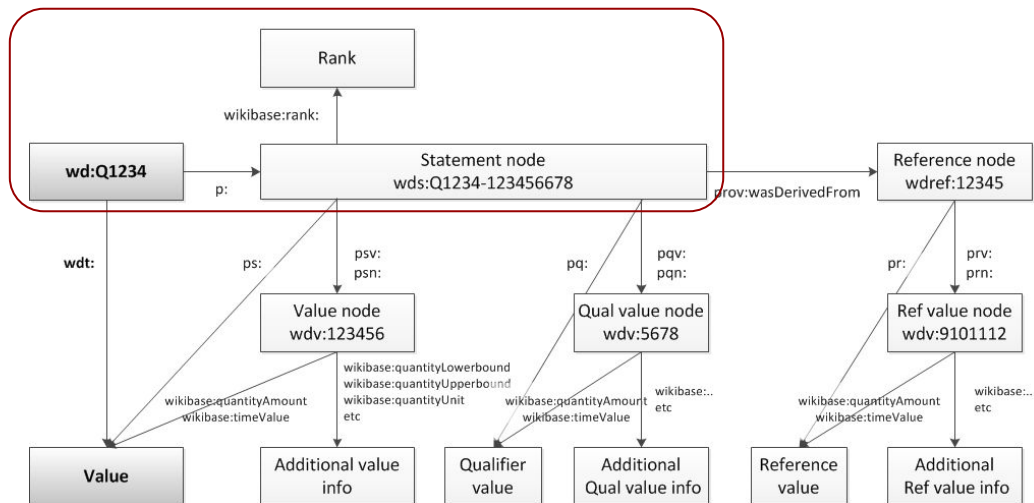 Rank
wikibase:rank:
wd:Q1234
p:
Statement node
wds:Q1234-123456678
prov:wasDerivedFrom
Reference node
wdref:12345
wdt:
ps:
psv:
psn:
pq:
pqv:
pqn:
pr:
prv:
prn:
Value node
wdv:123456
Qual value node
wdv:5678
Ref value node
wdv:9101112
wikibase:quantityAmount
wikibase:timeValue
wikibase:quantityLowerbound
wikibase:quantityUpperbound
wikibase:quantityUnit
etc
wikibase:quantityAmount
wikibase:timeValue
wikibase:..
etc
wikibase:quantityAmount
wikibase:timeValue
wikibase:..
etc
Value
Additional value
info
Qualifier
value
Additional
Qual value info
Reference
value
Additional
Ref value info